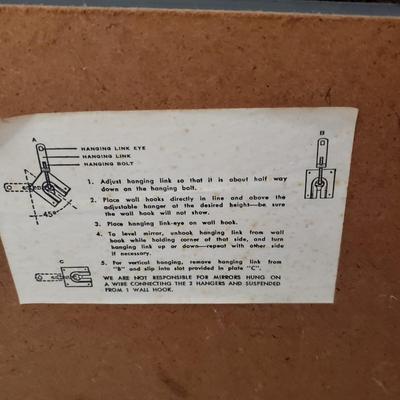 A
HANGING LINK EYE
HANGING LINK
HANGING BOLT
B
45°
1. Adjust hanging link so that it is about half way
down on the hanging bolt.
2. Place wall hooks directly in line and above the
adjustable hanger at the desired height—be sure
the wall hook will not show.
3. Place hanging link-eye on wall hook.
4. To level mirror, unhook hanging link from wall
hook while holding corner of that side, and turn
hanging link up or down—repeat with other side
if necessary.
C
5. For vertical hanging, remove hanging link from
"B" and slip into slot provided in plate "C".
WE ARE NOT RESPONSIBLE FOR MIRRORS HUNG ON
A WIRE CONNECTING THE 2 HANGERS AND SUSPENDED
FROM 1 WALL HOOK.